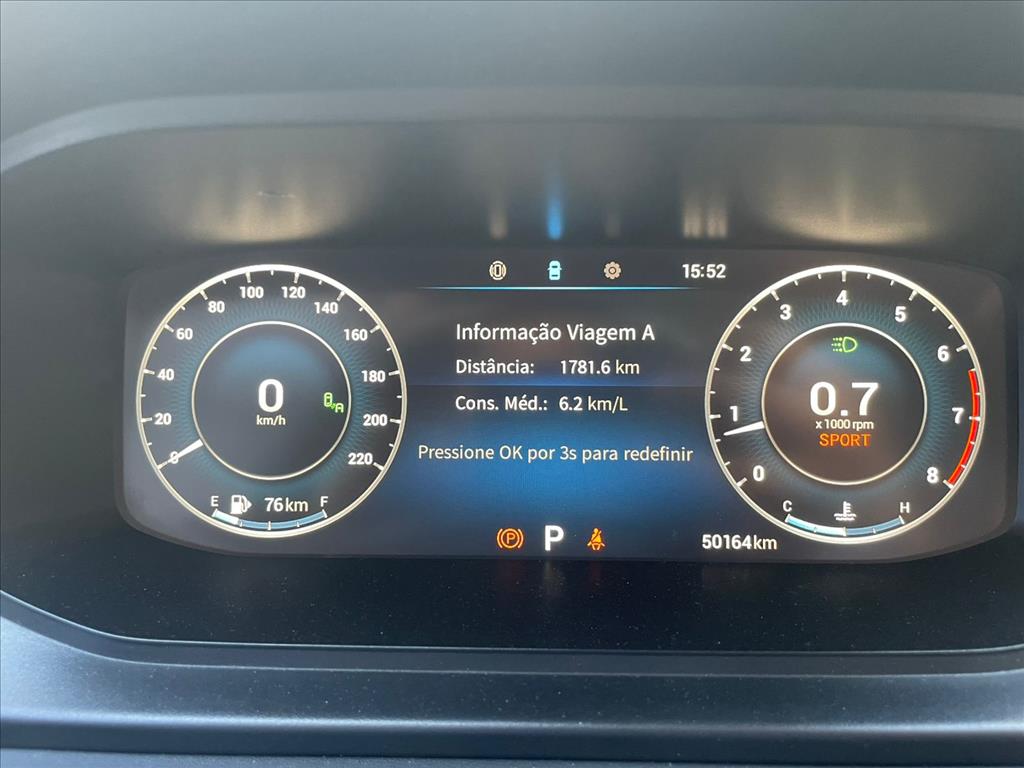 15:52
Informação Viagem A
Distância: 1781.6 km
Cons. Méd.: 6.2 km/L
Pressione OK por 3s para redefinir
P P
50164km
0
20
40
60
80
100
120
140
160
180
200
220
0
km/h
A
E 76km F
0
1
2
3
4
5
6
7
8
0.7
x 1000 rpm
SPORT
C E H